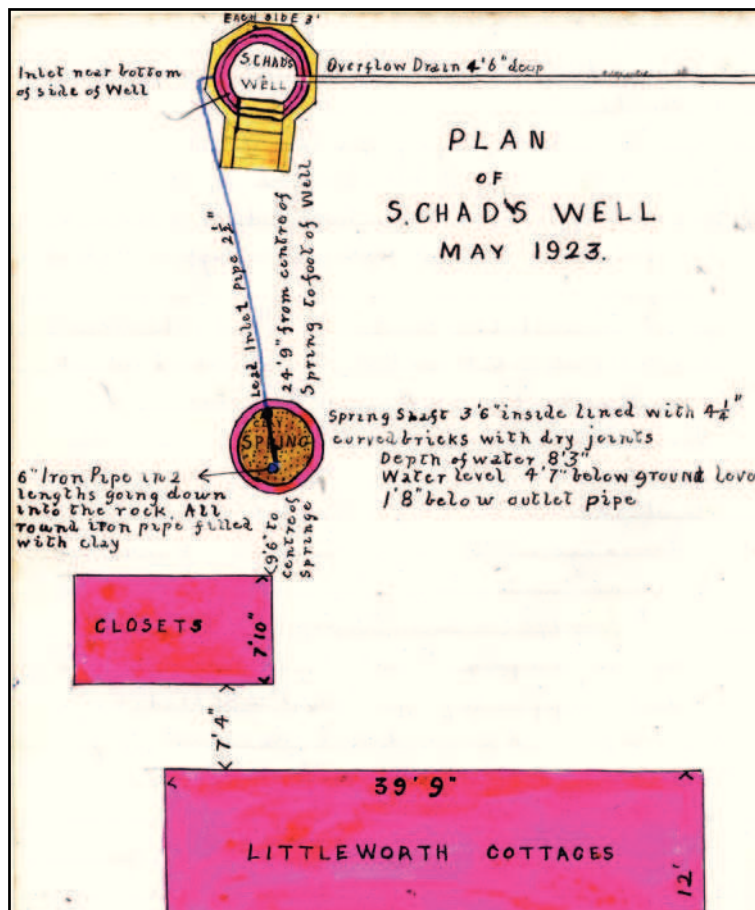 EACH SIDE 3'
S.CHAD'S
WELL
Inlet near bottom
of side of Well
Overflow Drain 4'6" deep
PLAN
OF
S.CHAD'S WELL
MAY 1923.
Lead Inlet Pipe 2½"
24'9" from centre of
Spring to foot of Well
CLAY
SPRING
Spring Shaft 3'6" inside lined with 4¼"
curved bricks with dry joints
Depth of water 8'3"
Water level 4'7" below ground leve
1'8" below outlet pipe
6" Iron Pipe in 2
lengths going down
into the rock. All
round iron pipe filled
with clay
9'6" to
centre of
Springe
CLOSETS
7'10"
7'4"
39'9"
LITTLEWORTH COTTAGES
12'